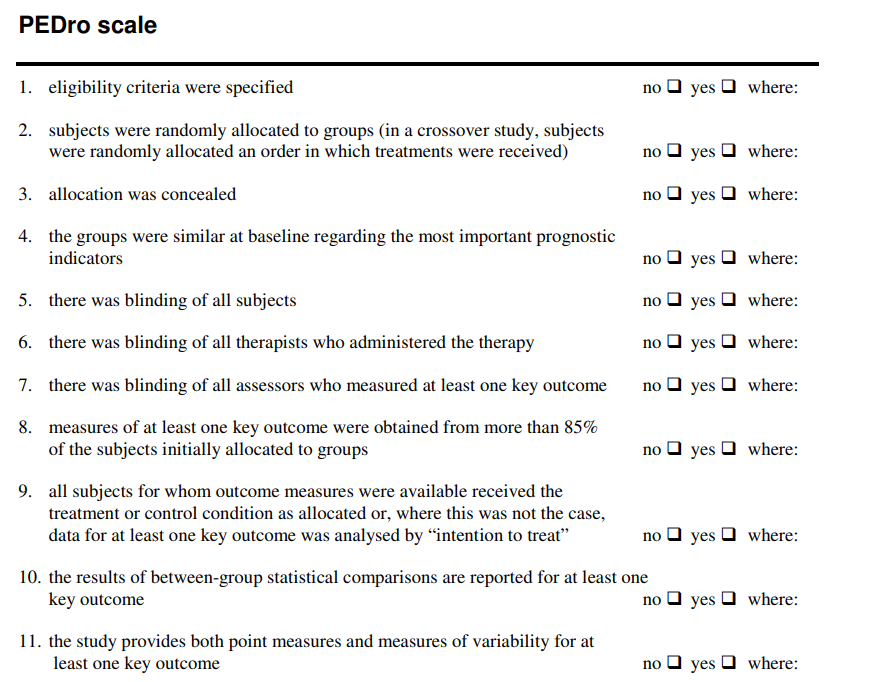 PEDro scale
1. eligibility criteria were specified no ❑ yes ❑ where:
2. subjects were randomly allocated to groups (in a crossover study, subjects
were randomly allocated an order in which treatments were received) no ❑ yes ❑ where:
3. allocation was concealed no ❑ yes ❑ where:
4. the groups were similar at baseline regarding the most important prognostic
indicators no ❑ yes ❑ where:
5. there was blinding of all subjects no ❑ yes ❑ where:
6. there was blinding of all therapists who administered the therapy no ❑ yes ❑ where:
7. there was blinding of all assessors who measured at least one key outcome no ❑ yes ❑ where:
8. measures of at least one key outcome were obtained from more than 85%
of the subjects initially allocated to groups no ❑ yes ❑ where:
9. all subjects for whom outcome measures were available received the
treatment or control condition as allocated or, where this was not the case,
data for at least one key outcome was analysed by “intention to treat” no ❑ yes ❑ where:
10. the results of between-group statistical comparisons are reported for at least one
key outcome no ❑ yes ❑ where:
11. the study provides both point measures and measures of variability for at
least one key outcome no ❑ yes ❑ where: